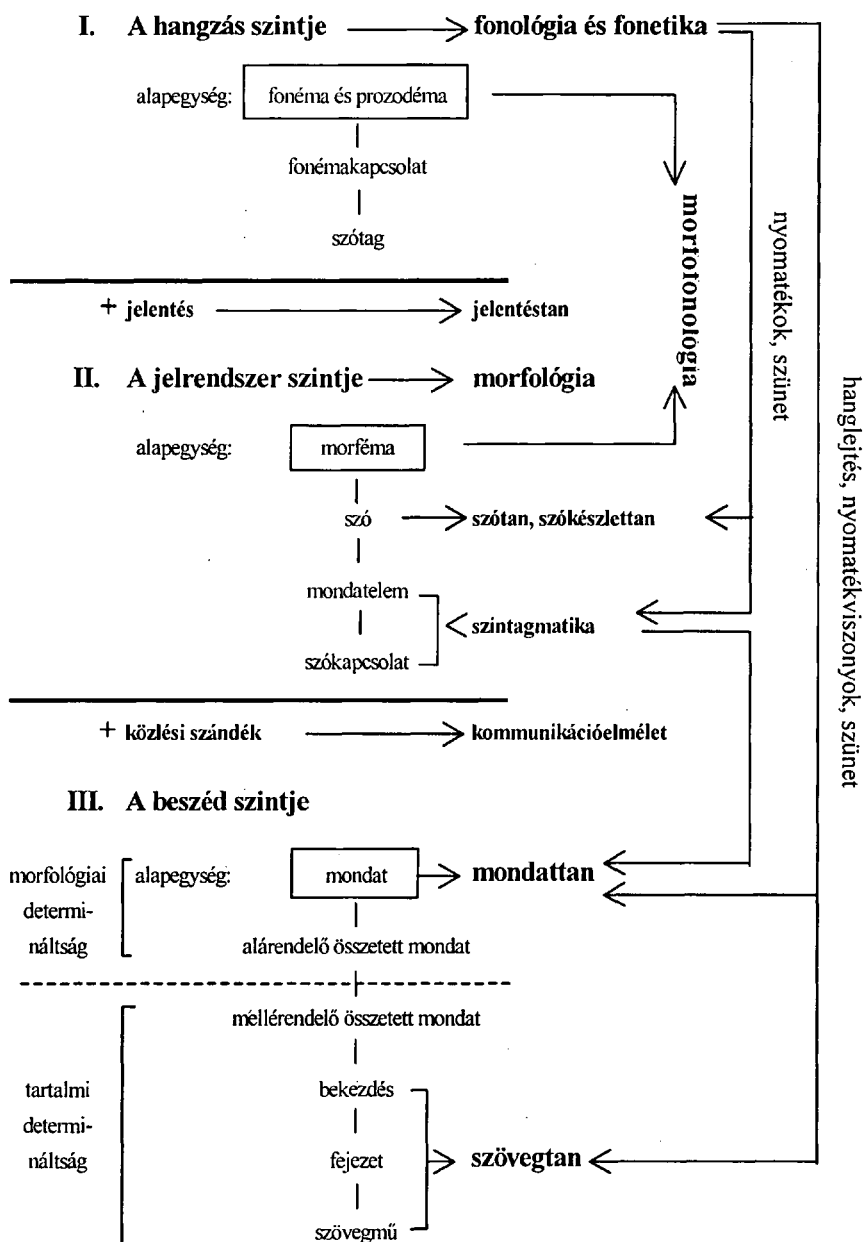 I. A hangzás szintje fonológia és fonetika
alapegység: fonéma és prozodéma
fonémakapcsolat
szótag
morfofonológia
nyomatékok, szünet
hanglejtés, nyomatékviszonyok, szünet
+ jelentés jelentéstan
II. A jelrendszer szintje morfológia
alapegység: morféma
szó szótan, szókészlettan
mondatelem
szintagmatika
szókapcsolat
+ közlési szándék kommunikációelmélet
III. A beszéd szintje
morfológiai alapegység: mondat mondattan
determi-
náltság alárendelő összetett mondat
mellérendelő összetett mondat
tartalmi bekezdés
determi-
náltság fejezet szövegtan
szövegmű